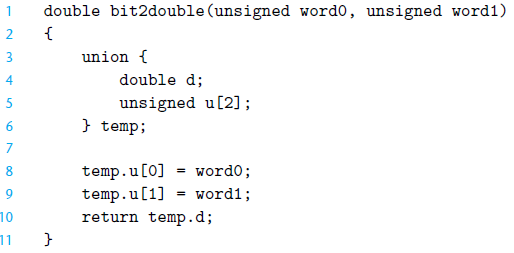 1 double bit2double(unsigned word0, unsigned word1)
2 {
3 union {
4 double d;
5 unsigned u[2];
6 } temp;
7
8 temp.u[0] = word0;
9 temp.u[1] = word1;
10 return temp.d;
11 }